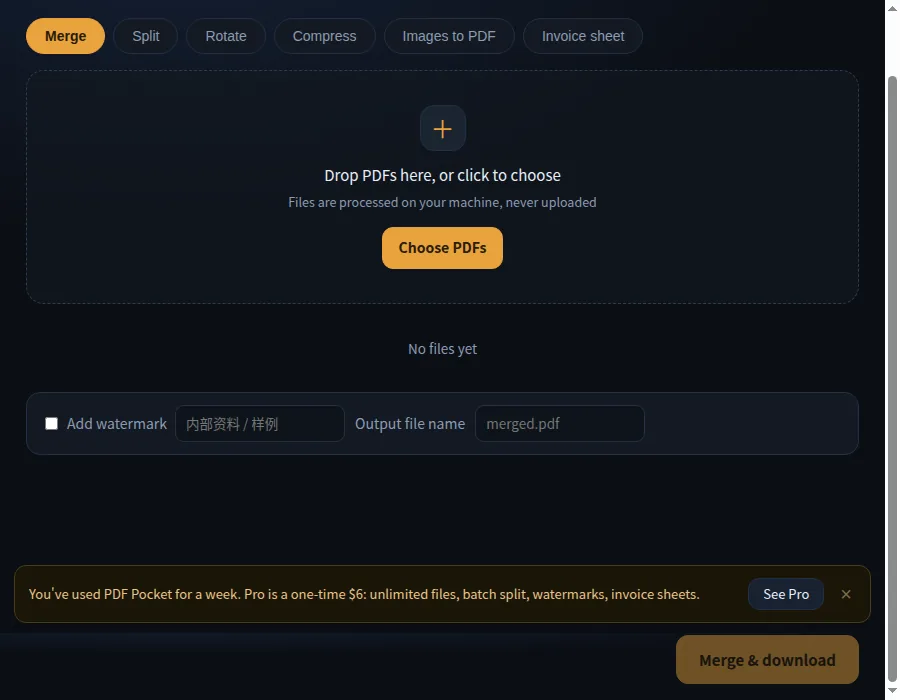 Merge Split Rotate Compress Images to PDF Invoice sheet
Drop PDFs here, or click to choose
Files are processed on your machine, never uploaded
Choose PDFs
No files yet
Add watermark 内部资料 / 样例 Output file name merged.pdf
You've used PDF Pocket for a week. Pro is a one-time $6: unlimited files, batch split, watermarks, invoice sheets. See Pro ×
Merge & download